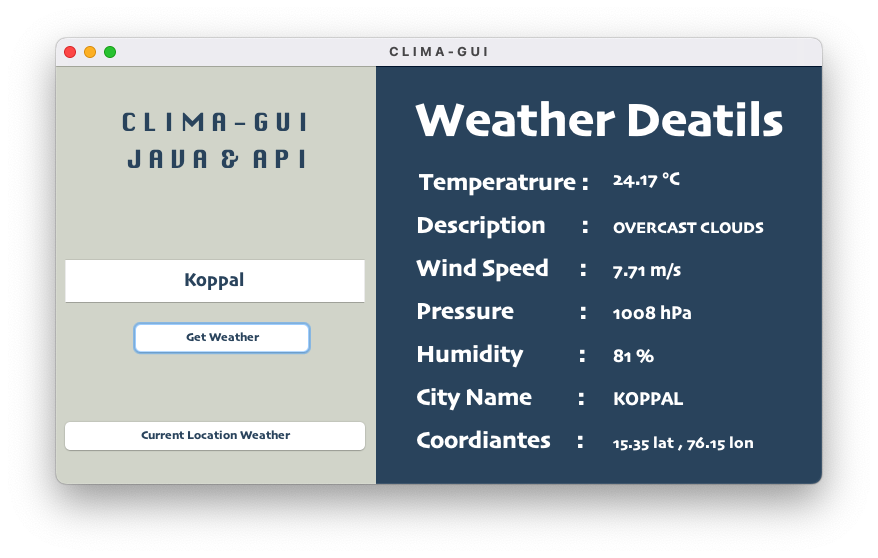 CLIMA-GUI
CLIMA-GUI
JAVA & API
Koppal
Get Weather
Current Location Weather
Weather Deatils
Temperatrure : 24.17 °C
Description : OVERCAST CLOUDS
Wind Speed : 7.71 m/s
Pressure : 1008 hPa
Humidity : 81 %
City Name : KOPPAL
Coordiantes : 15.35 lat , 76.15 lon